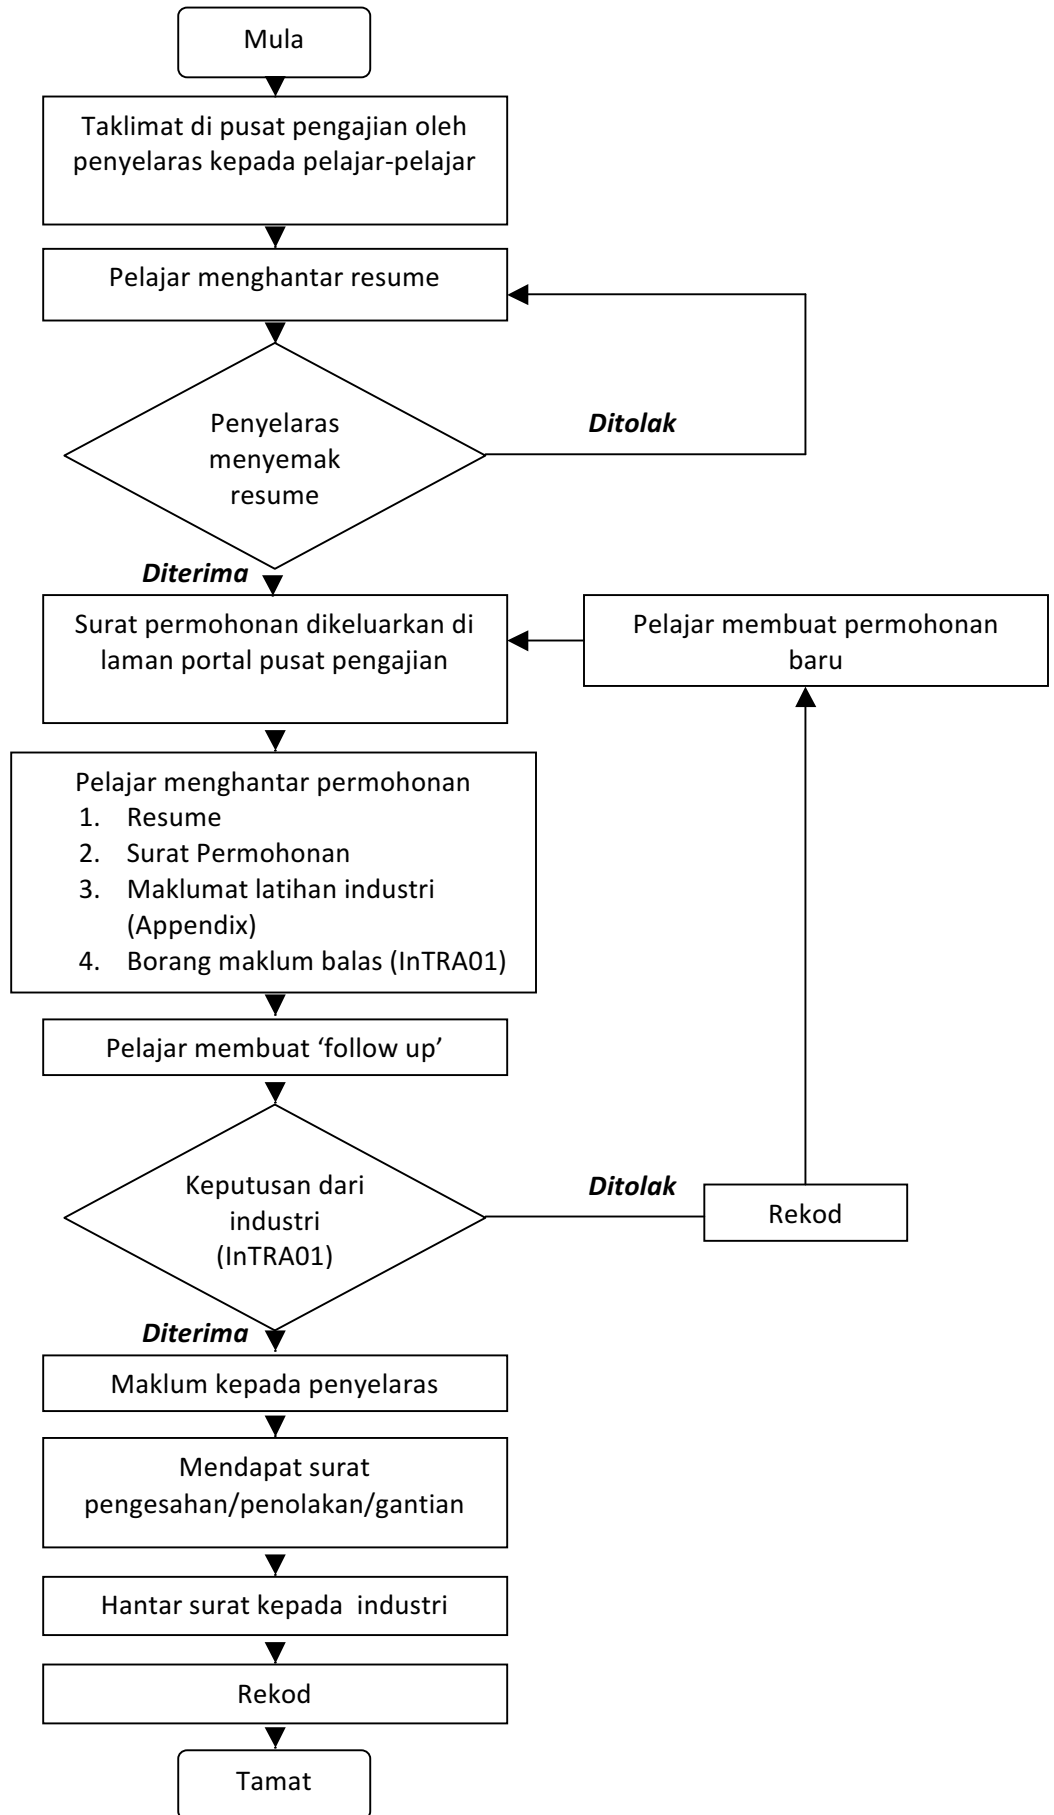 Mula
Taklimat di pusat pengajian oleh
penyelaras kepada pelajar-pelajar
Pelajar menghantar resume
Penyelaras
menyemak
resume
Ditolak
Diterima
Surat permohonan dikeluarkan di
laman portal pusat pengajian
Pelajar membuat permohonan
baru
Pelajar menghantar permohonan
1. Resume
2. Surat Permohonan
3. Maklumat latihan industri
(Appendix)
4. Borang maklum balas (InTRA01)
Pelajar membuat ‘follow up’
Keputusan dari
industri
(InTRA01)
Ditolak
Rekod
Diterima
Maklum kepada penyelaras
Mendapat surat
pengesahan/penolakan/gantian
Hantar surat kepada  industri
Rekod
Tamat